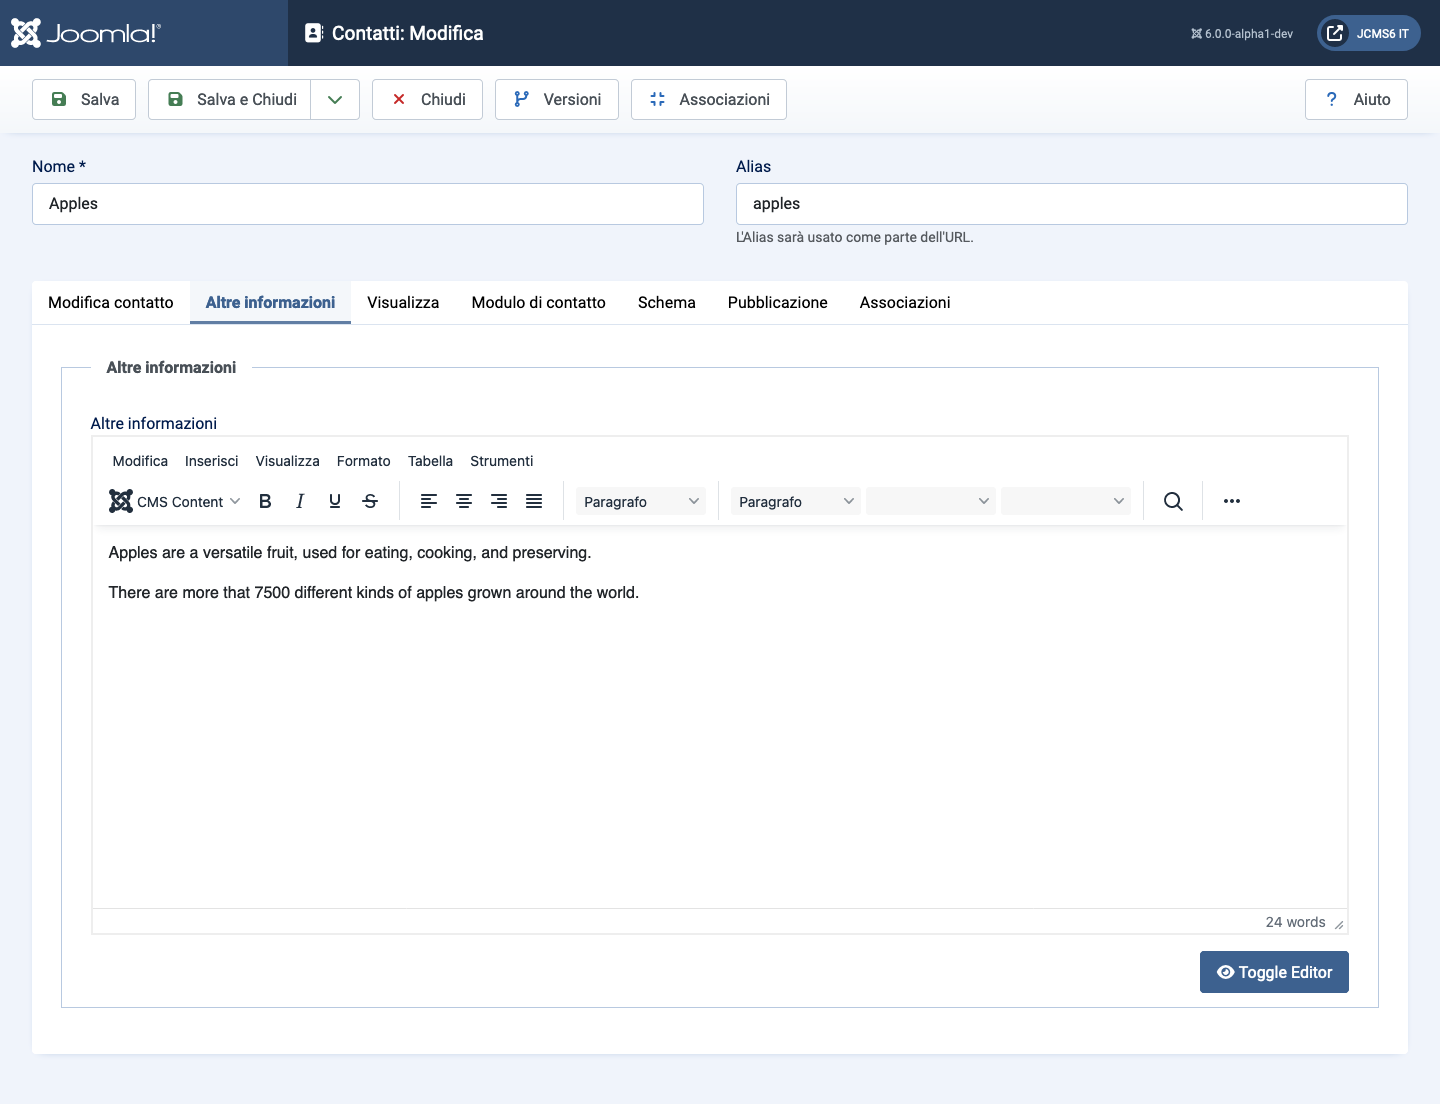 Joomla!®
Contatti: Modifica
6.0.0-alpha1-dev
JCMS6 IT
Salva
Salva e Chiudi
Chiudi
Versioni
Associazioni
? Aiuto
Nome *
Alias
Apples
apples
L'Alias sarà usato come parte dell'URL.
Modifica contatto Altre informazioni Visualizza Modulo di contatto Schema Pubblicazione Associazioni
Altre informazioni
Altre informazioni
Modifica Inserisci Visualizza Formato Tabella Strumenti
CMS Content B I U S Paragrafo Paragrafo
Apples are a versatile fruit, used for eating, cooking, and preserving.
There are more that 7500 different kinds of apples grown around the world.
24 words
Toggle Editor